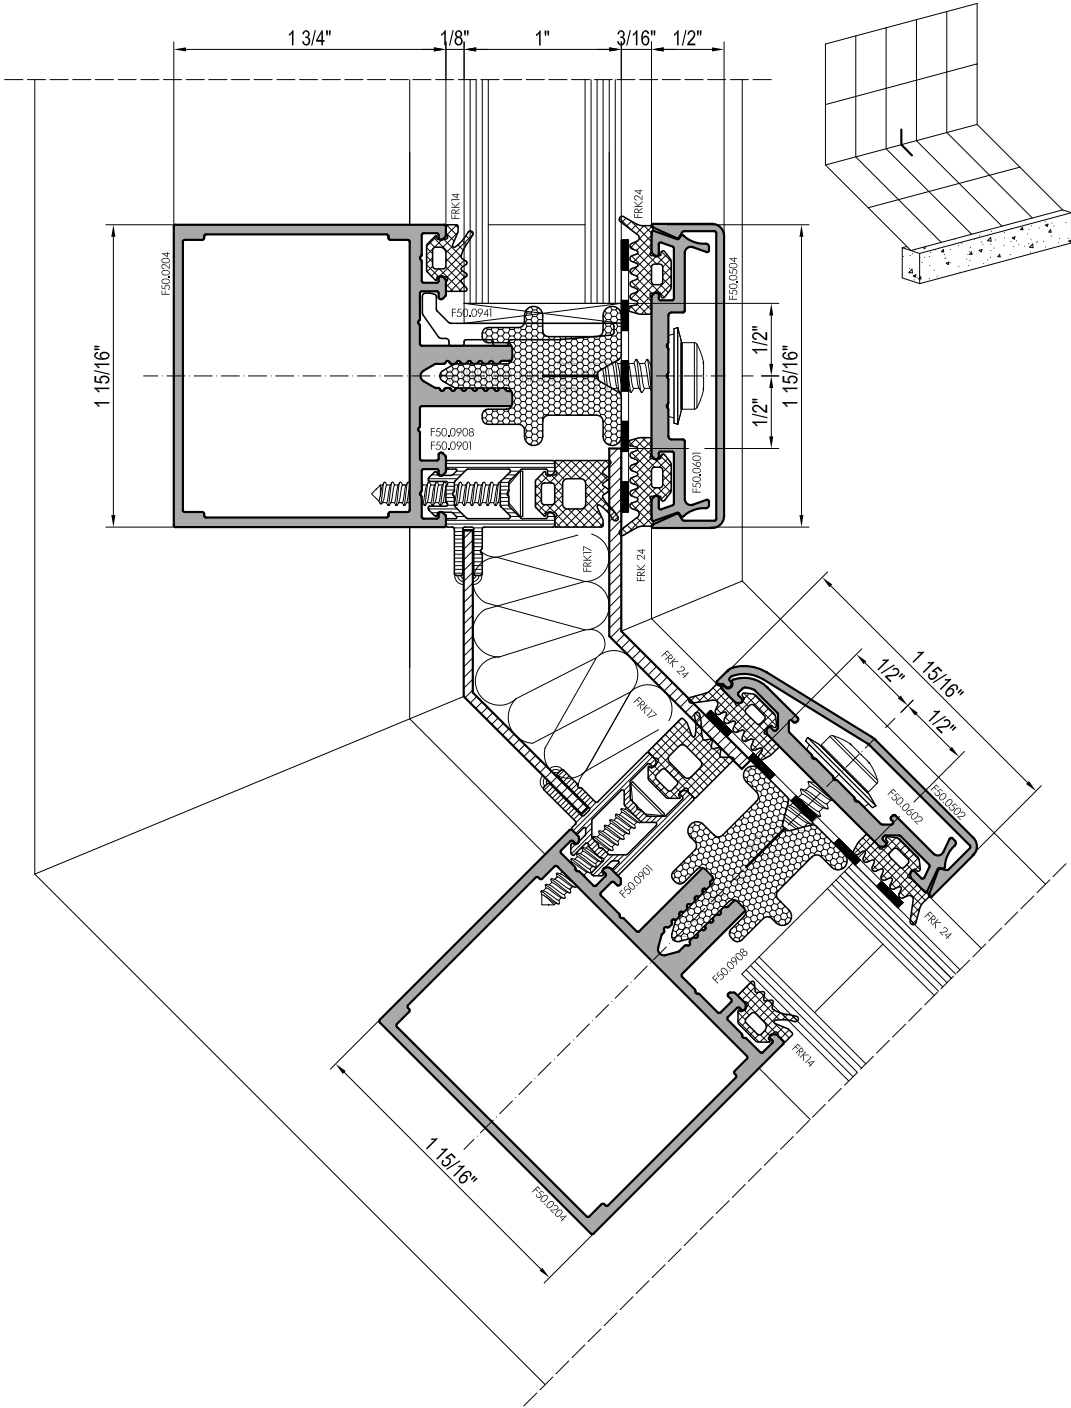 1 3/4"
1/8"
1"
3/16"
1/2"
FRK14
FRK24
F50.0204
F50.0504
F50.0941
1/2"
1 15/16"
1 15/16"
1/2"
F50.0908
F50.0901
F50.0601
FRK17
FRK 24
FRK 24
1 15/16"
1/2"
1/2"
FRK17
F50.0502
F50.0602
F50.0901
FRK 24
F50.0908
FRK14
1 15/16"
F50.0204